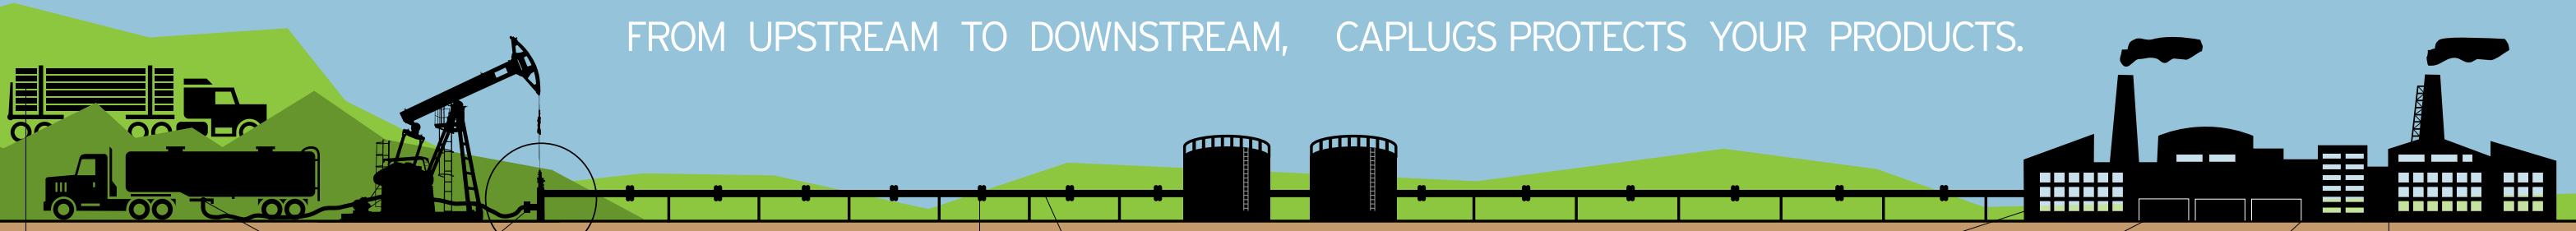 FROM UPSTREAM TO DOWNSTREAM, CAPLUGS PROTECTS YOUR PRODUCTS.